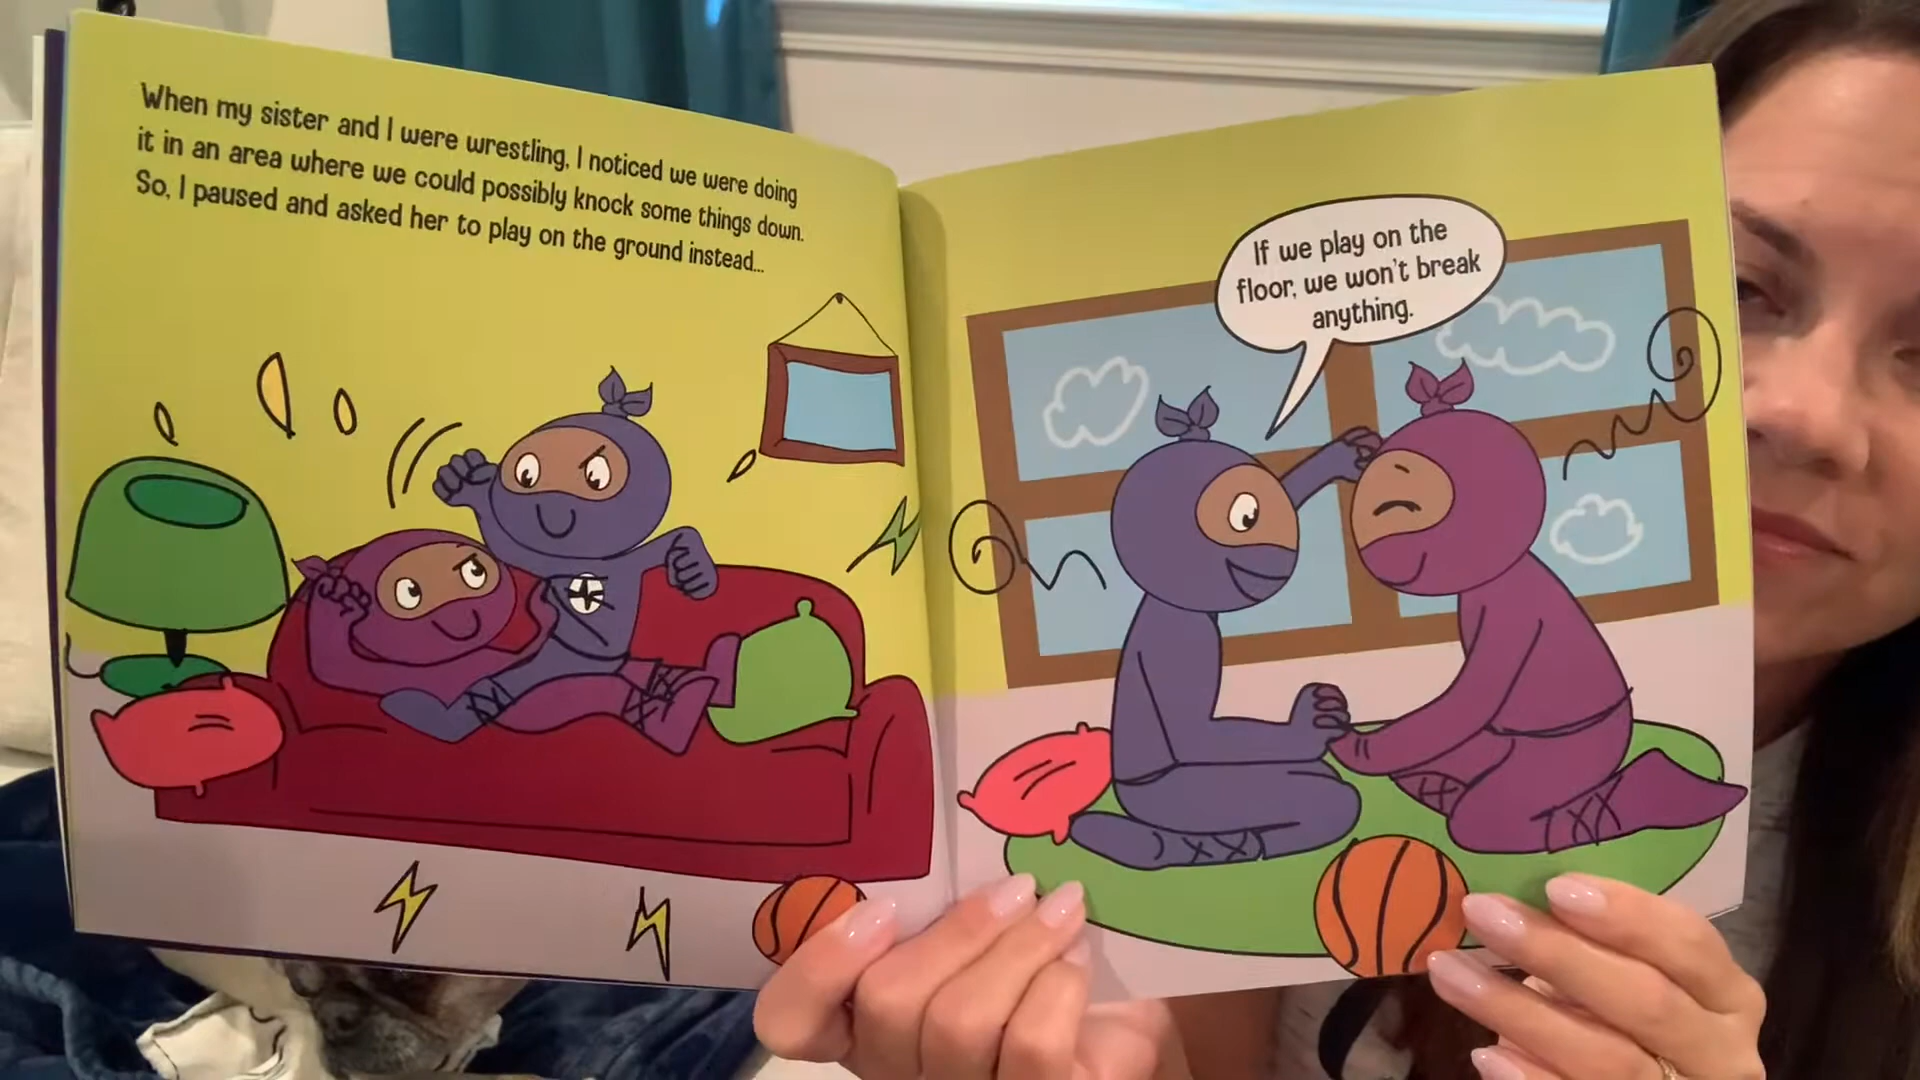 When my sister and I were wrestling, I noticed we were doing
it in an area where we could possibly knock some things down.
So, I paused and asked her to play on the ground instead...
If we play on the
floor, we won't break
anything.